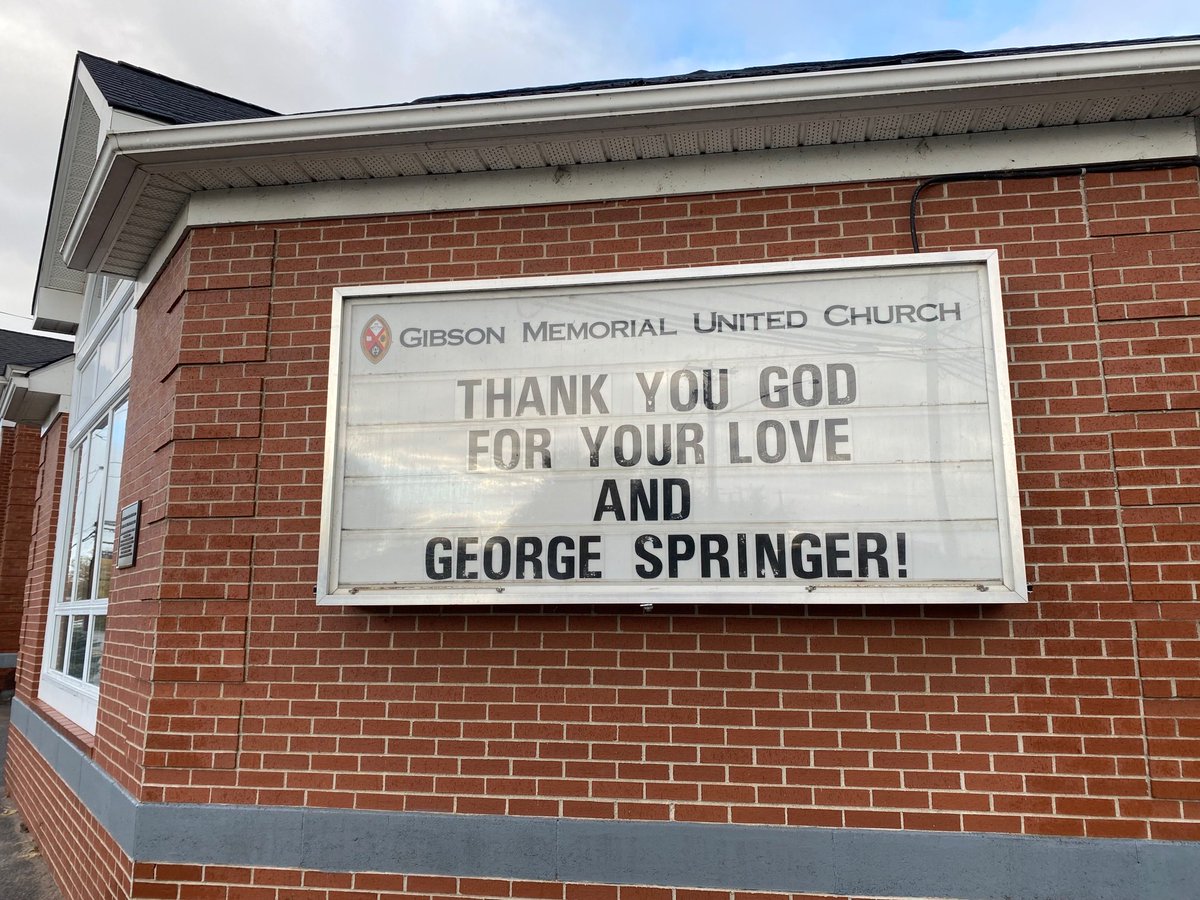 Gibson Memorial United Church
THANK YOU GOD
FOR YOUR LOVE
AND
GEORGE SPRINGER!